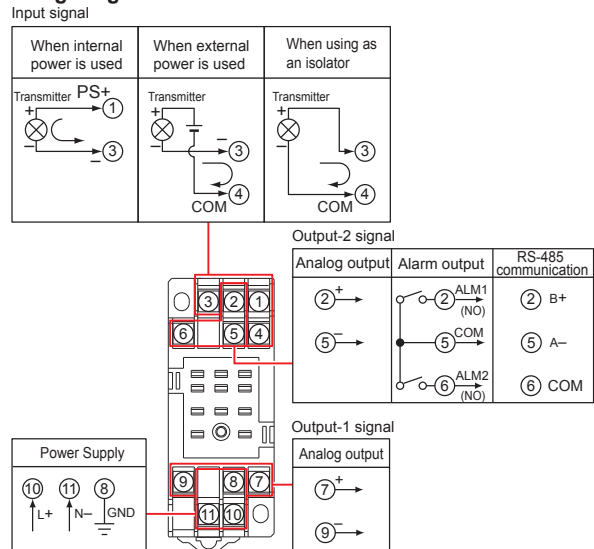 Input signal
When internal power is used
When external power is used
When using as an isolator
Transmitter PS+
+
①
−
− ③
Transmitter
+
−
− ③
④
COM
Transmitter
+
−
③
④
COM
Output-2 signal
Analog output
Alarm output
RS-485 communication
② +
⑤ −
② ALM1 (NO)
⑤ COM
⑥ ALM2 (NO)
② B+
⑤ A−
⑥ COM
③ ② ①
⑥ ⑤ ④
⑨ ⑧ ⑦
⑪ ⑩
Output-1 signal
Analog output
⑦ +
⑨ −
Power Supply
⑩ ⑪ ⑧
L+ N− GND